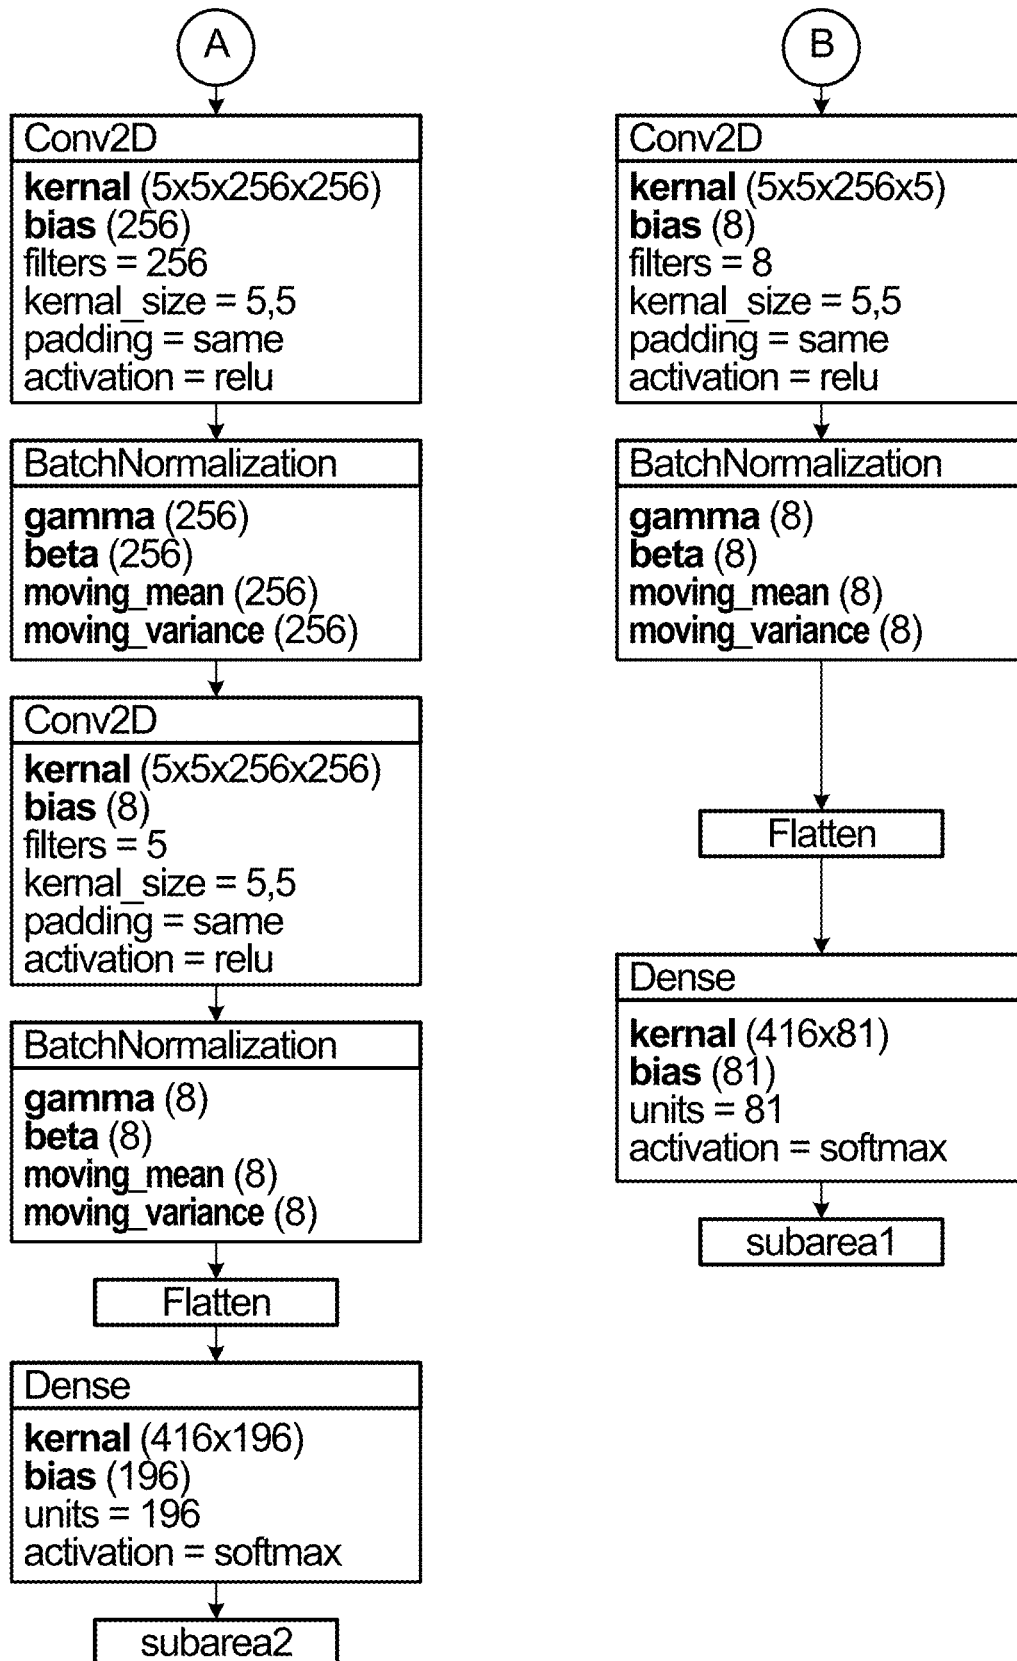 A
Conv2D
kernal (5x5x256x256)
bias (256)
filters = 256
kernal_size = 5,5
padding = same
activation = relu
BatchNormalization
gamma (256)
beta (256)
moving_mean (256)
moving_variance (256)
Conv2D
kernal (5x5x256x256)
bias (8)
filters = 5
kernal_size = 5,5
padding = same
activation = relu
BatchNormalization
gamma (8)
beta (8)
moving_mean (8)
moving_variance (8)
Flatten
Dense
kernal (416x196)
bias (196)
units = 196
activation = softmax
subarea2
B
Conv2D
kernal (5x5x256x5)
bias (8)
filters = 8
kernal_size = 5,5
padding = same
activation = relu
BatchNormalization
gamma (8)
beta (8)
moving_mean (8)
moving_variance (8)
Flatten
Dense
kernal (416x81)
bias (81)
units = 81
activation = softmax
subarea1